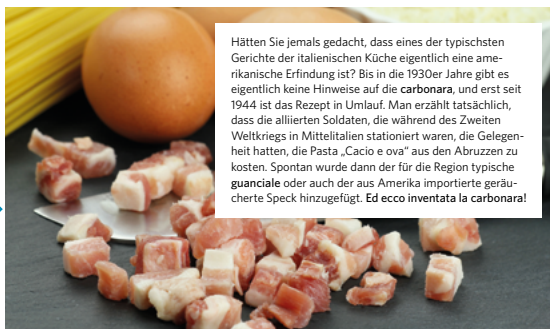 Hätten Sie jemals gedacht, dass eines der typischsten
Gerichte der italienischen Küche eigentlich eine ame-
rikanische Erfindung ist? Bis in die 1930er Jahre gibt es
eigentlich keine Hinweise auf die carbonara, und erst seit
1944 ist das Rezept in Umlauf. Man erzählt tatsächlich,
dass die alliierten Soldaten, die während des Zweiten
Weltkriegs in Mittelitalien stationiert waren, die Gelegen-
heit hatten, die Pasta „Cacio e ova“ aus den Abruzzen zu
kosten. Spontan wurde dann der für die Region typische
guanciale oder auch der aus Amerika importierte geräu-
cherte Speck hinzugefügt. Ed ecco inventata la carbonara!